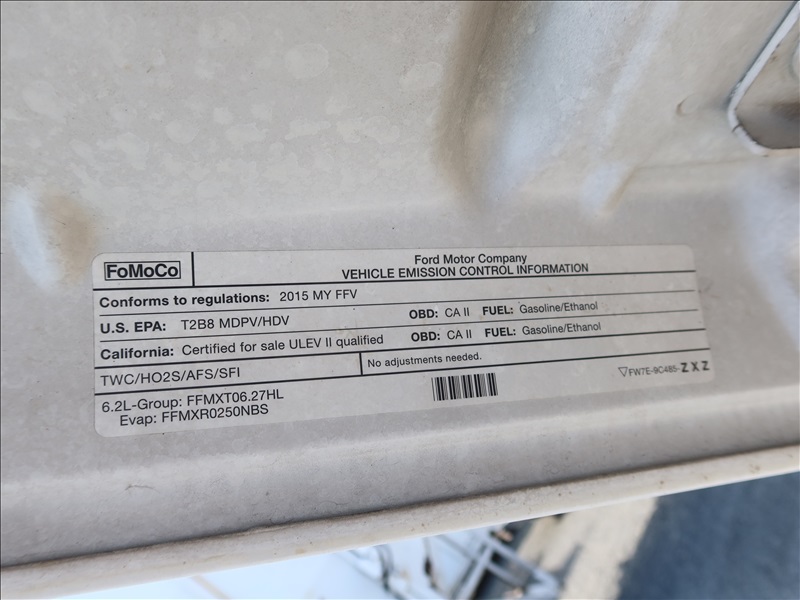 FoMoCo
Ford Motor Company
VEHICLE EMISSION CONTROL INFORMATION
Conforms to regulations: 2015 MY FFV
U.S. EPA: T2B8 MDPV/HDV OBD: CA II FUEL: Gasoline/Ethanol
California: Certified for sale ULEV II qualified OBD: CA II FUEL: Gasoline/Ethanol
TWC/HO2S/AFS/SFI No adjustments needed.
6.2L-Group: FFMXT06.27HL
Evap: FFMXR0250NBS
FW7E-9C485-ZXZ